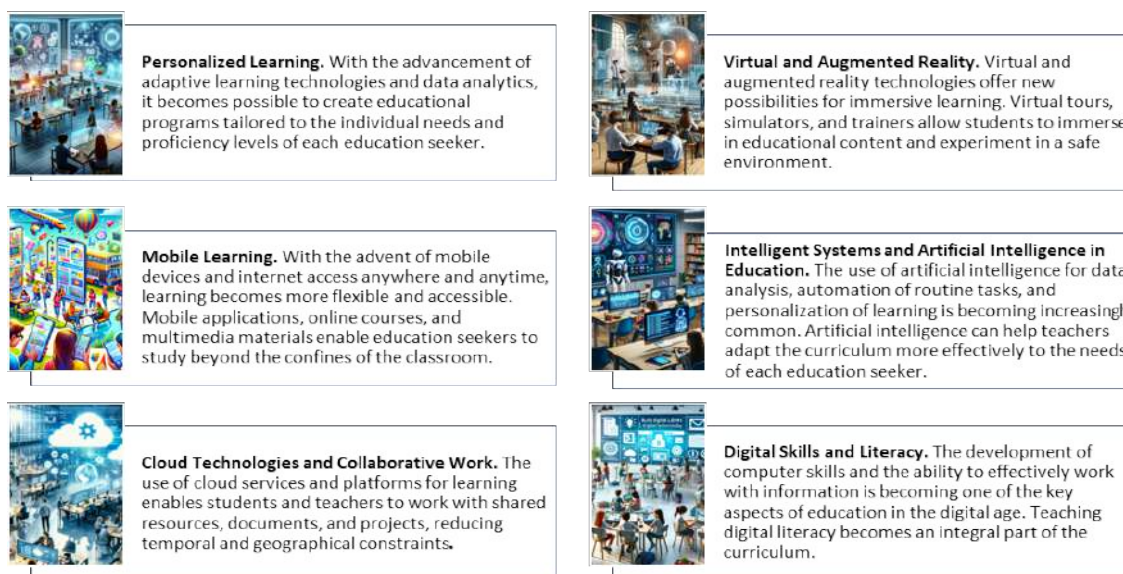 Personalized Learning. With the advancement of
adaptive learning technologies and data analytics,
it becomes possible to create educational
programs tailored to the individual needs and
proficiency levels of each education seeker.
Virtual and Augmented Reality. Virtual and
augmented reality technologies offer new
possibilities for immersive learning. Virtual tours,
simulators, and trainers allow students to immerse
in educational content and experiment in a safe
environment.
Mobile Learning. With the advent of mobile
devices and internet access anywhere and anytime,
learning becomes more flexible and accessible.
Mobile applications, online courses, and
multimedia materials enable education seekers to
study beyond the confines of the classroom.
Intelligent Systems and Artificial Intelligence in
Education. The use of artificial intelligence for data
analysis, automation of routine tasks, and
personalization of learning is becoming increasingl
common. Artificial intelligence can help teachers
adapt the curriculum more effectively to the needs
of each education seeker.
Cloud Technologies and Collaborative Work. The
use of cloud services and platforms for learning
enables students and teachers to work with shared
resources, documents, and projects, reducing
temporal and geographical constraints.
Digital Skills and Literacy. The development of
computer skills and the ability to effectively work
with information is becoming one of the key
aspects of education in the digital age. Teaching
digital literacy becomes an integral part of the
curriculum.